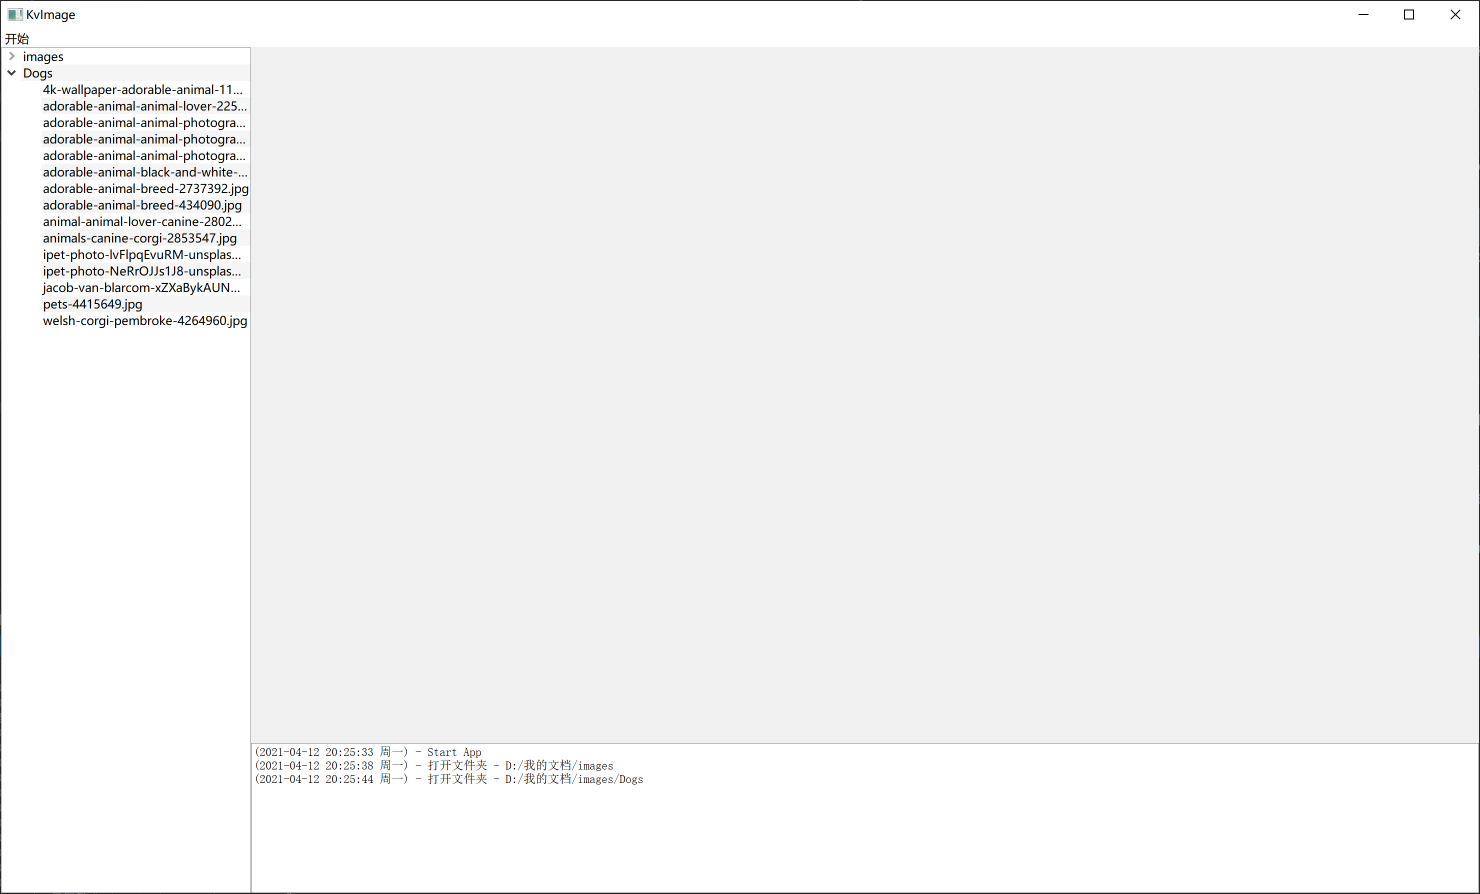 KvImage
开始
images
Dogs
4k-wallpaper-adorable-animal-11...
adorable-animal-animal-lover-225...
adorable-animal-animal-photogra...
adorable-animal-animal-photogra...
adorable-animal-animal-photogra...
adorable-animal-black-and-white-...
adorable-animal-breed-2737392.jpg
adorable-animal-breed-434090.jpg
animal-animal-lover-canine-2802...
animals-canine-corgi-2853547.jpg
ipet-photo-lvFlpqEvuRM-unsplas...
ipet-photo-NeRrOJJs1J8-unsplas...
jacob-van-blarcom-xZXaBykAUN...
pets-4415649.jpg
welsh-corgi-pembroke-4264960.jpg
(2021-04-12 20:25:33 周一) - Start App
(2021-04-12 20:25:38 周一) - 打开文件夹 - D:/我的文档/images
(2021-04-12 20:25:44 周一) - 打开文件夹 - D:/我的文档/images/Dogs